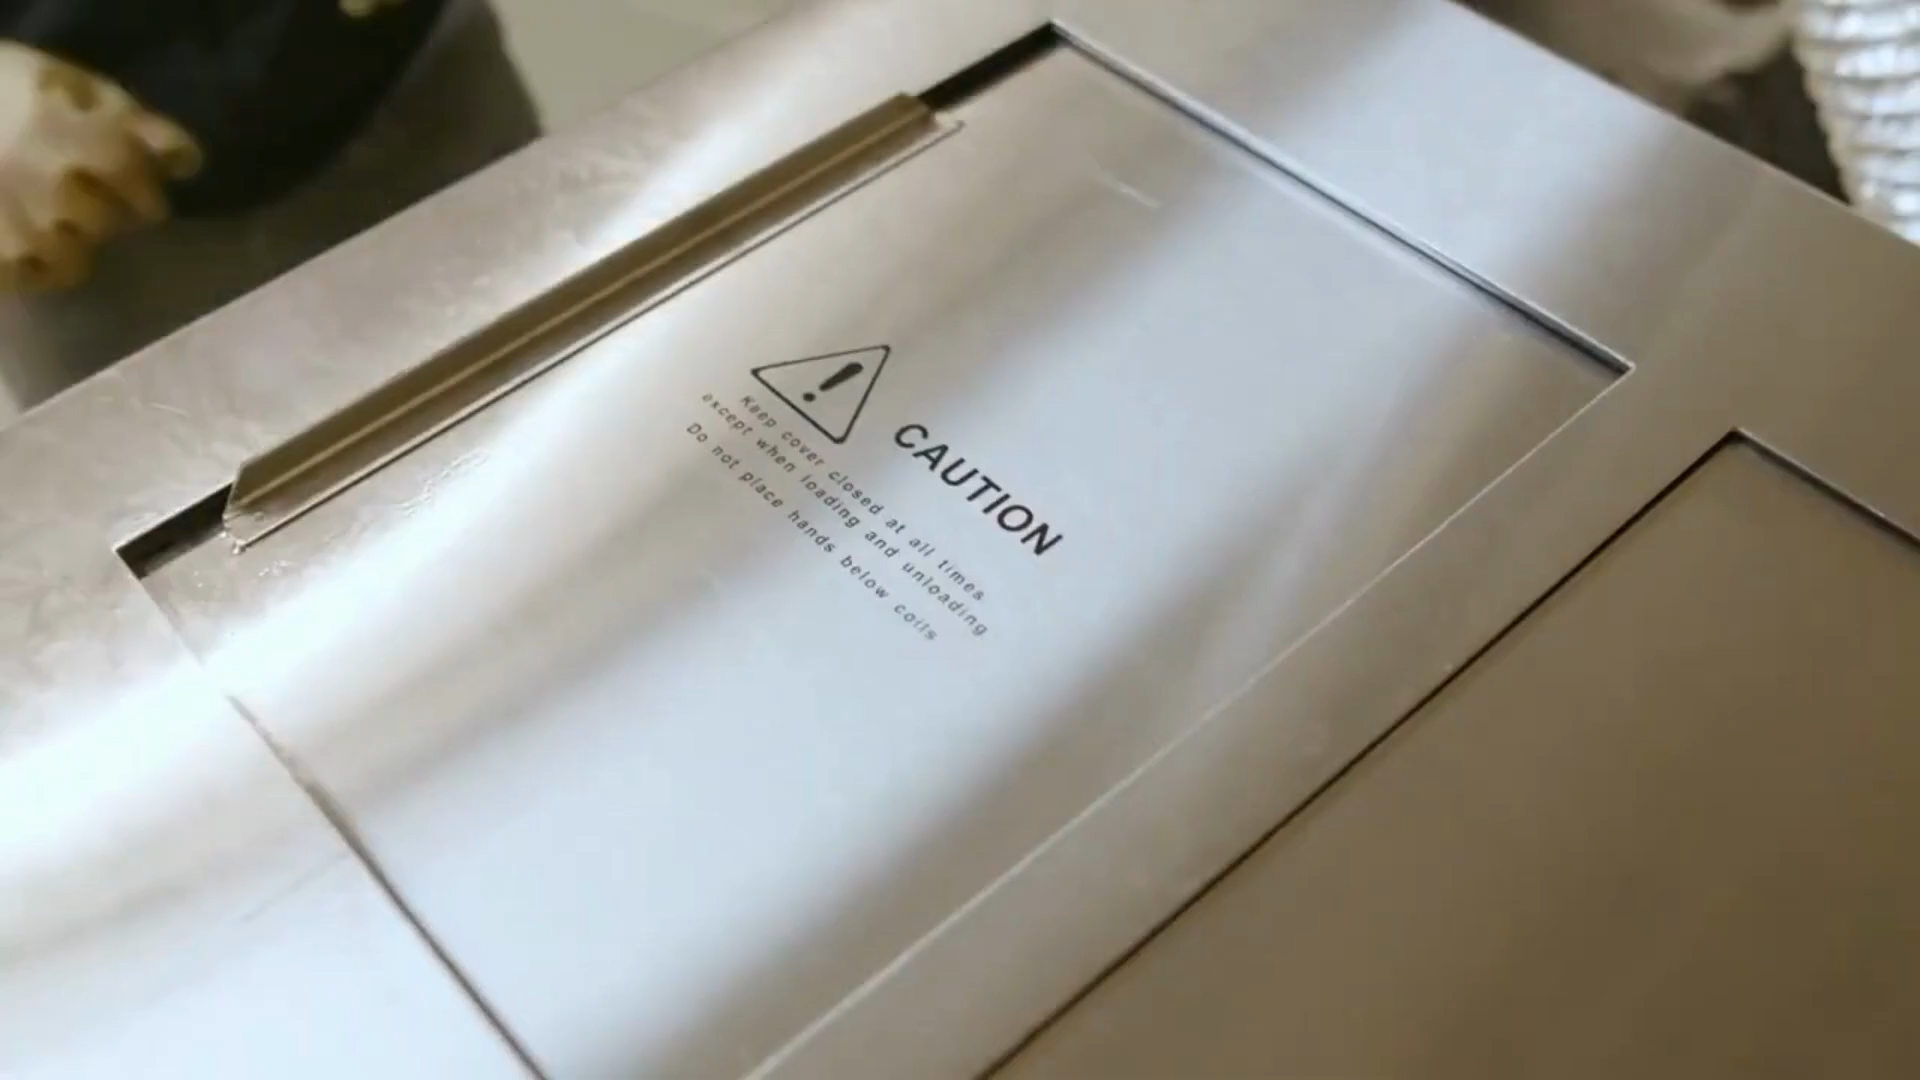 CAUTION
Keep cover closed at all times
except when loading and unloading
Do not place hands below coils